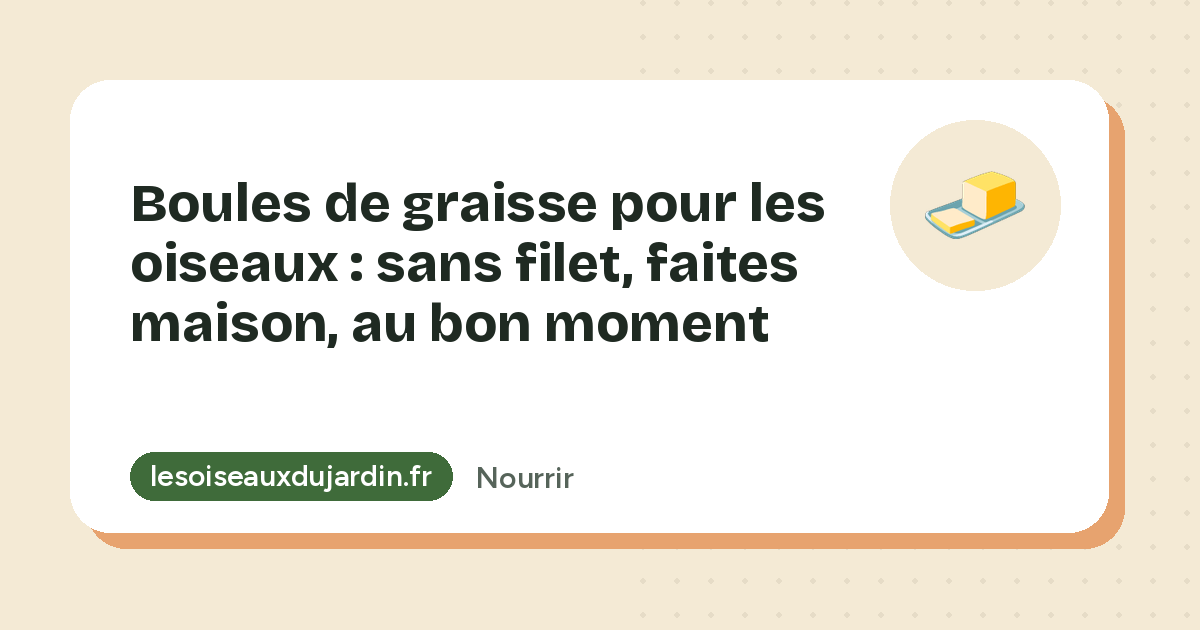 Boules de graisse pour les
oiseaux : sans filet, faites
maison, au bon moment
lesoiseauxdujardin.fr
Nourrir